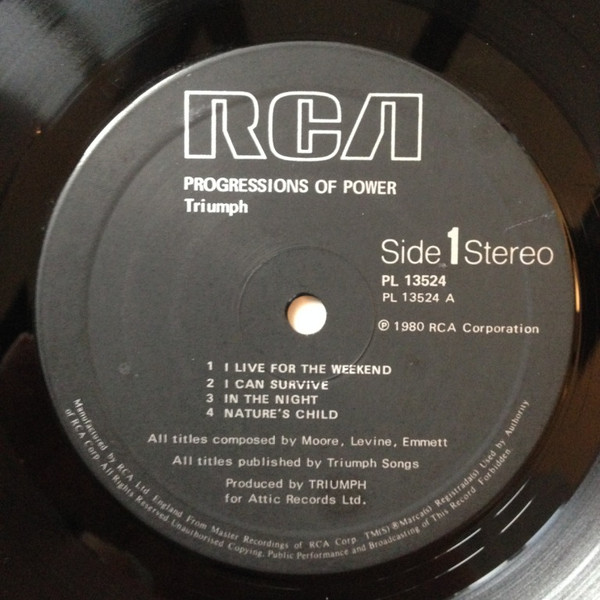 RCA
PROGRESSIONS OF POWER
Triumph
Side 1 Stereo
PL 13524
PL 13524 A
℗ 1980 RCA Corporation
1 I LIVE FOR THE WEEKEND
2 I CAN SURVIVE
3 IN THE NIGHT
4 NATURE'S CHILD
All titles composed by Moore, Levine, Emmett
All titles published by Triumph Songs
Produced by TRIUMPH
for Attic Records Ltd.
Manufactured by RCA Ltd. England From Master Recordings of RCA Corp. TM(S)®Marca(s) Registrada(s) Used by Authority
of RCA Corp. All Rights Reserved Unauthorised Copying, Public Performance and Broadcasting of This Record Forbidden.